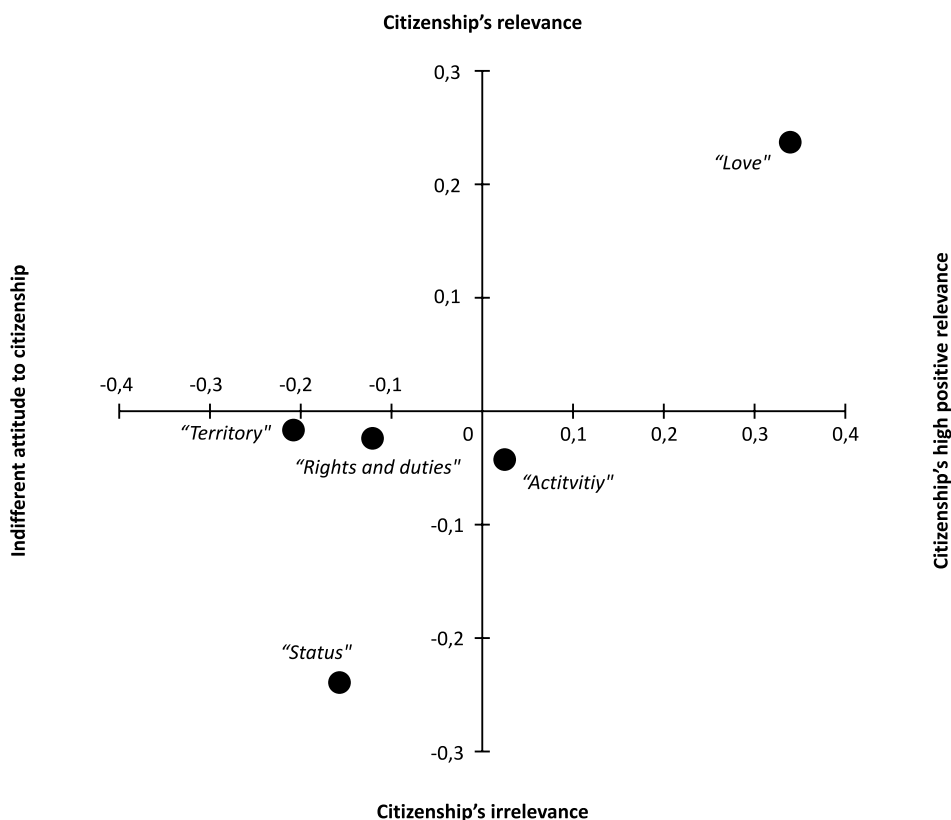 Citizenship’s relevance
0,3
“Love"
0,2
Indifferent attitude to citizenship
Citizenship’s high positive relevance
0,1
-0,4 -0,3 -0,2 -0,1
“Territory" 0 0,1 0,2 0,3 0,4
“Rights and duties"
“Actitvitiy"
-0,1
-0,2
“Status"
-0,3
Citizenship’s irrelevance